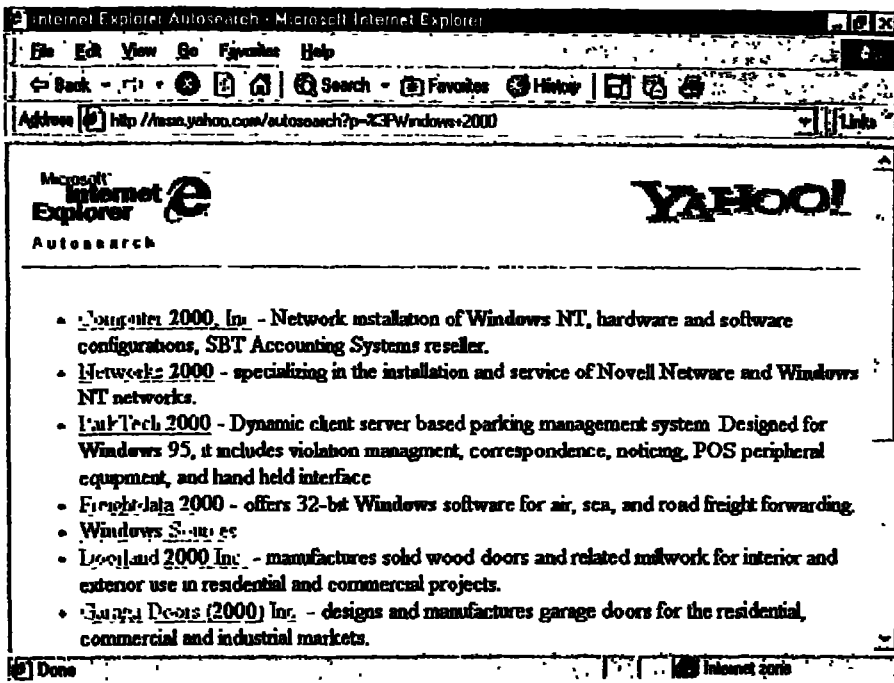 Internet Explorer Autosearch - Microsoft Internet Explorer
File Edit View Go Favorites Help
Back Search Favorites History
Address http //msn.yahoo.com/autosearch?p=%3FWindows+2000 Links
Microsoft
Internet
Explorer
Autosearch
YAHOO!
Computer 2000, Inc - Network installation of Windows NT, hardware and software
configurations, SBT Accounting Systems reseller.
Networks 2000 - specializing in the installation and service of Novell Netware and Windows
NT networks.
ParkTech 2000 - Dynamic client server based parking management system Designed for
Windows 95, it includes violation managment, correspondence, noticing, POS peripheral
equipment, and hand held interface
Freightdata 2000 - offers 32-bit Windows software for air, sea, and road freight forwarding.
Windows Sources
Doorland 2000 Inc - manufactures solid wood doors and related millwork for interior and
exterior use in residential and commercial projects.
Garaga Doors (2000) Inc. - designs and manufactures garage doors for the residential,
commercial and industrial markets.
Done Internet zone